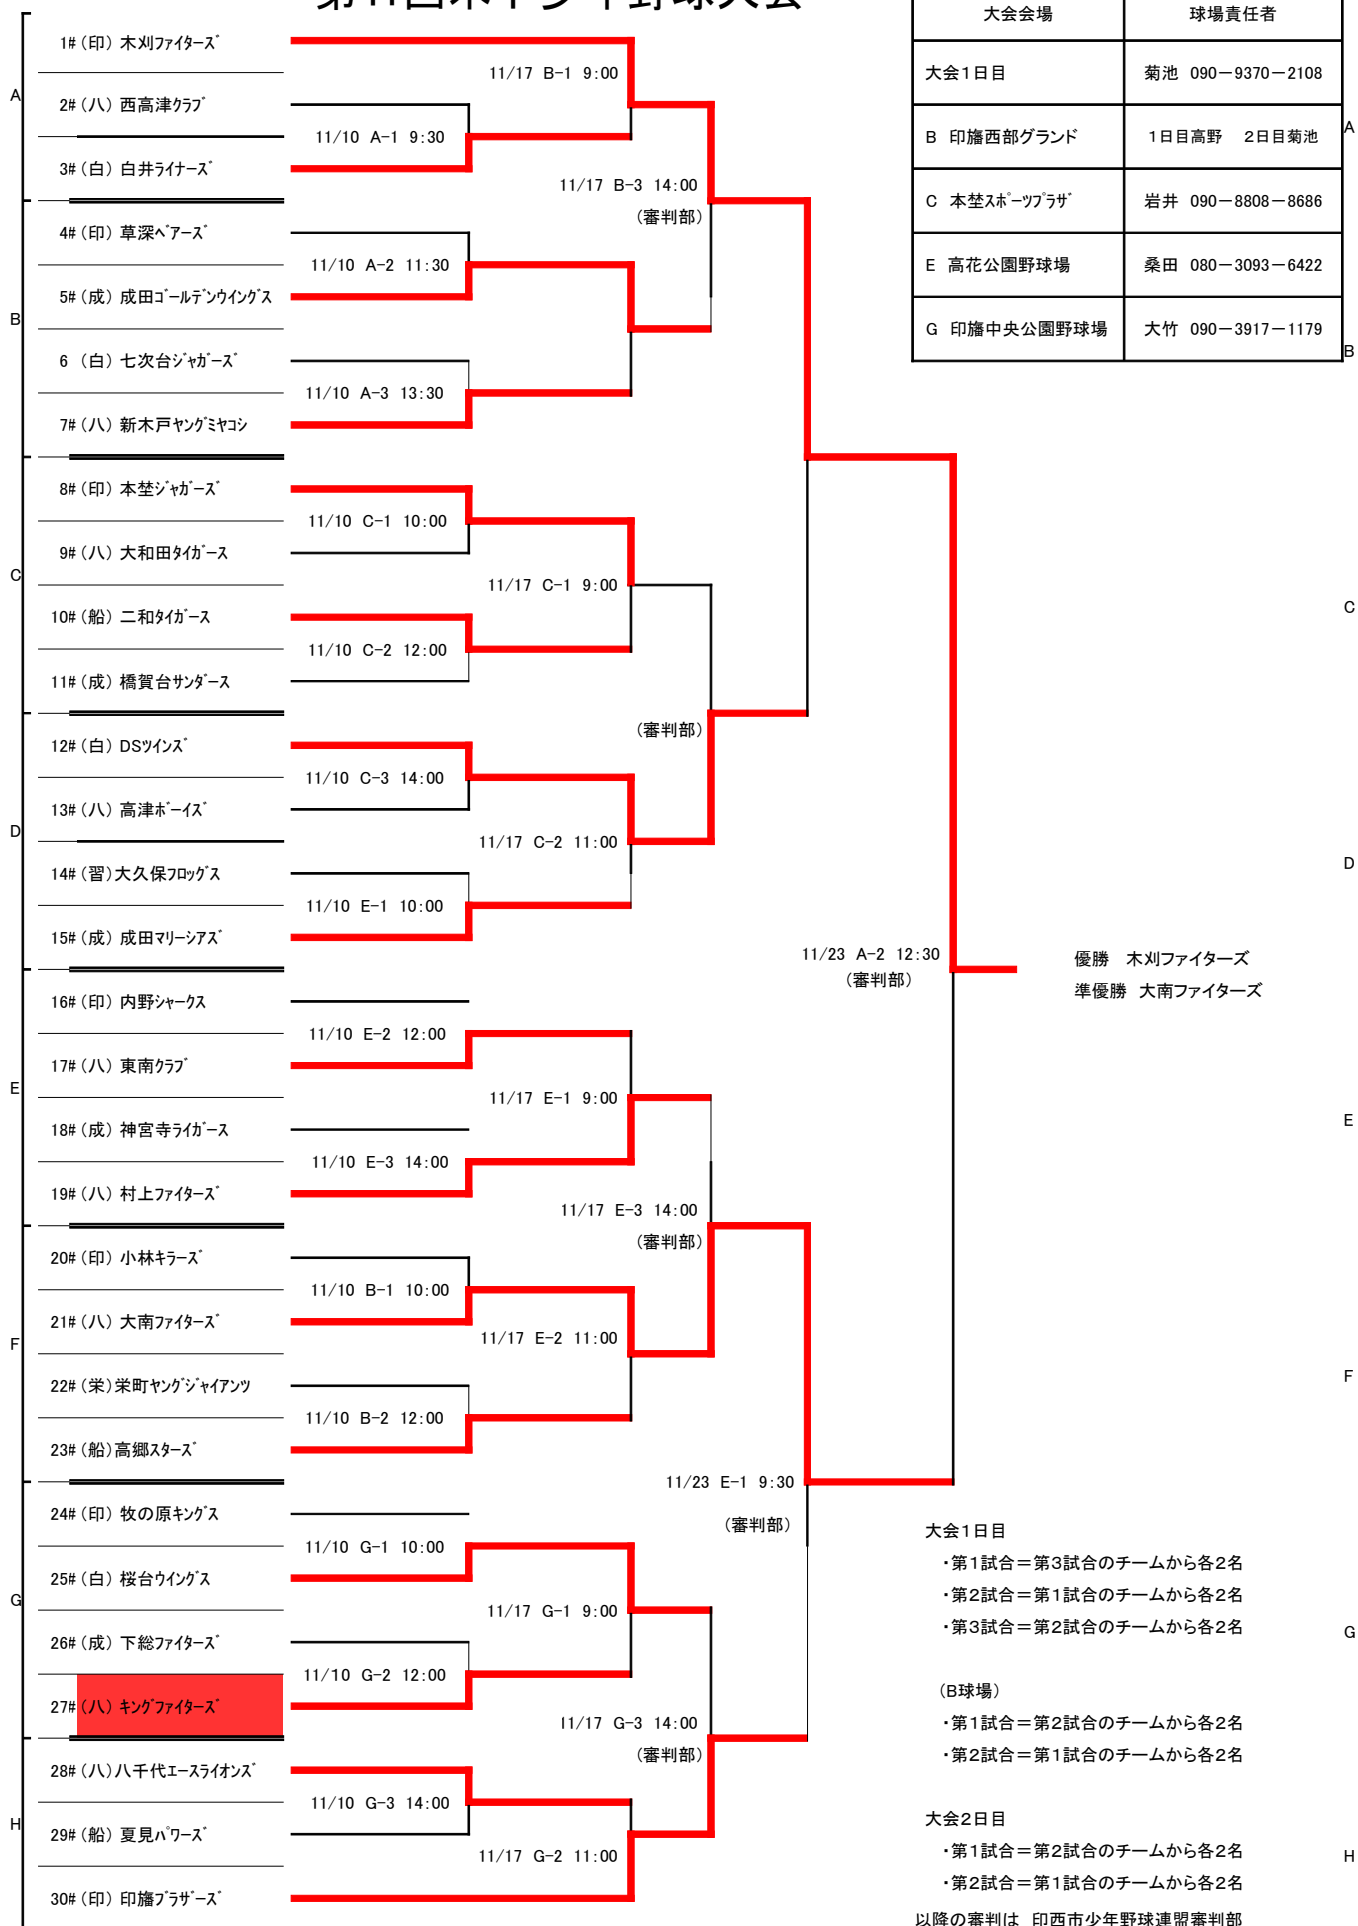 大会会場 球場責任者
大会1日目 菊池 090-9370-2108
B 印旛西部グランド 1日目高野 2日目菊池
C 本埜スポーツプラザ 岩井 090-8808-8686
E 高花公園野球場 桑田 080-3093-6422
G 印旛中央公園野球場 大竹 090-3917-1179
A
1#(印) 木刈ファイターズ
11/17 B-1 9:00
2#(八) 西高津クラブ
11/10 A-1 9:30
3#(白) 白井ライナーズ
A
11/17 B-3 14:00
(審判部)
B
4#(印) 草深ベアーズ
11/10 A-2 11:30
5#(成) 成田ゴールデンウイングス
6 (白) 七次台ジャガーズ
11/10 A-3 13:30
7#(八) 新木戸ヤングミヤコシ
B
C
8#(印) 本埜ジャガーズ
11/10 C-1 10:00
9#(八) 大和田タイガース
11/17 C-1 9:00
10#(船) 二和タイガース
11/10 C-2 12:00
11#(成) 橋賀台サンダース
C
(審判部)
D
12#(白) DSツインズ
11/10 C-3 14:00
13#(八) 高津ボーイズ
11/17 C-2 11:00
14#(習)大久保フロッグス
11/10 E-1 10:00
15#(成) 成田マリーシアズ
D
11/23 A-2 12:30
(審判部)
優勝 木刈ファイターズ
準優勝 大南ファイターズ
E
16#(印) 内野シャークス
11/10 E-2 12:00
17#(八) 東南クラブ
11/17 E-1 9:00
18#(成) 神宮寺ライガース
11/10 E-3 14:00
19#(八) 村上ファイターズ
E
11/17 E-3 14:00
(審判部)
F
20#(印) 小林キラーズ
11/10 B-1 10:00
21#(八) 大南ファイターズ
11/17 E-2 11:00
22#(栄)栄町ヤングジャイアンツ
11/10 B-2 12:00
23#(船)高郷スターズ
F
11/23 E-1 9:30
(審判部)
G
24#(印) 牧の原キングス
11/10 G-1 10:00
25#(白) 桜台ウイングス
11/17 G-1 9:00
26#(成) 下総ファイターズ
11/10 G-2 12:00
27#(八) キングファイターズ
G
11/17 G-3 14:00
(審判部)
H
28#(八)八千代エースライオンズ
11/10 G-3 14:00
29#(船) 夏見パワーズ
11/17 G-2 11:00
30#(印) 印旛ブラザーズ
H
大会1日目
・第1試合=第3試合のチームから各2名
・第2試合=第1試合のチームから各2名
・第3試合=第2試合のチームから各2名
(B球場)
・第1試合=第2試合のチームから各2名
・第2試合=第1試合のチームから各2名
大会2日目
・第1試合=第2試合のチームから各2名
・第2試合=第1試合のチームから各2名
以降の審判は 印西市少年野球連盟審判部